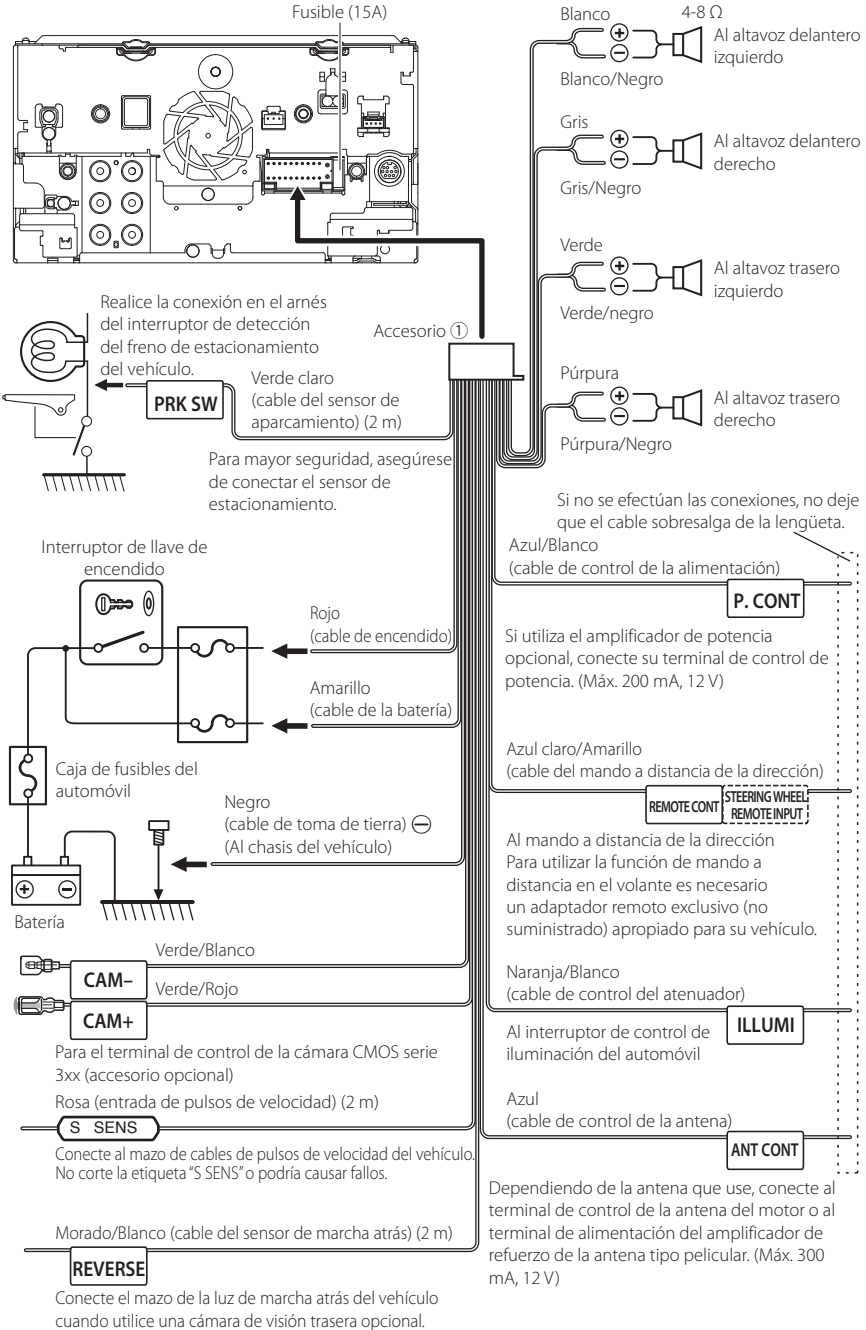 Fusible (15A)
Blanco
4-8 Ω
Al altavoz delantero
izquierdo
Blanco/Negro
Gris
Al altavoz delantero
derecho
Gris/Negro
Verde
Al altavoz trasero
izquierdo
Verde/negro
Púrpura
Al altavoz trasero
derecho
Púrpura/Negro
Realice la conexión en el arnés
del interruptor de detección
del freno de estacionamiento
del vehículo.
Accesorio ①
PRK SW
Verde claro
(cable del sensor de
aparcamiento) (2 m)
Para mayor seguridad, asegúrese
de conectar el sensor de
estacionamiento.
Si no se efectúan las conexiones, no deje
que el cable sobresalga de la lengüeta.
Azul/Blanco
(cable de control de la alimentación)
P. CONT
Si utiliza el amplificador de potencia
opcional, conecte su terminal de control de
potencia. (Máx. 200 mA, 12 V)
Interruptor de llave de
encendido
Rojo
(cable de encendido)
Amarillo
(cable de la batería)
Azul claro/Amarillo
(cable del mando a distancia de la dirección)
REMOTE CONT
STEERING WHEEL
REMOTE INPUT
Al mando a distancia de la dirección
Para utilizar la función de mando a
distancia en el volante es necesario
un adaptador remoto exclusivo (no
suministrado) apropiado para su vehículo.
Caja de fusibles del
automóvil
Negro
(cable de toma de tierra) ⊖
(Al chasis del vehículo)
Batería
Verde/Blanco
CAM–
Verde/Rojo
CAM+
Para el terminal de control de la cámara CMOS serie
3xx (accesorio opcional)
Naranja/Blanco
(cable de control del atenuador)
ILLUMI
Al interruptor de control de
iluminación del automóvil
Rosa (entrada de pulsos de velocidad) (2 m)
S SENS
Conecte al mazo de cables de pulsos de velocidad del vehículo.
No corte la etiqueta “S SENS” o podría causar fallos.
Azul
(cable de control de la antena)
ANT CONT
Dependiendo de la antena que use, conecte al
terminal de control de la antena del motor o al
terminal de alimentación del amplificador de
refuerzo de la antena tipo pelicular. (Máx. 300
mA, 12 V)
Morado/Blanco (cable del sensor de marcha atrás) (2 m)
REVERSE
Conecte el mazo de la luz de marcha atrás del vehículo
cuando utilice una cámara de visión trasera opcional.